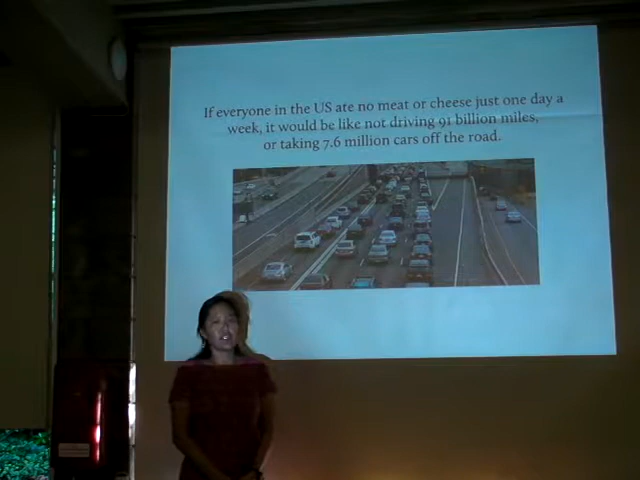 If everyone in the US ate no meat or cheese just one day a
week, it would be like not driving 91 billion miles,
or taking 7.6 million cars off the road.